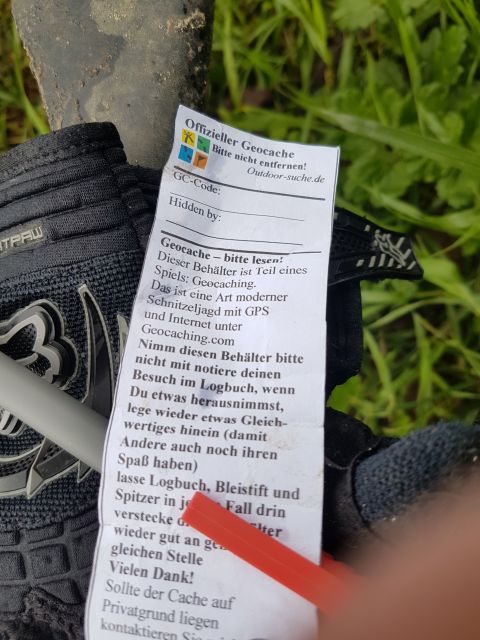 Offizieller Geocache
Bitte nicht entfernen!
Outdoor-suche.de
GC-Code:
Hidden by:
Geocache – bitte lesen!
Dieser Behälter ist Teil eines
Spiels: Geocaching.
Das ist eine Art moderner
Schnitzeljagd mit GPS
und Internet unter
Geocaching.com
Nimm diesen Behälter bitte
nicht mit notiere deinen
Besuch im Logbuch, wenn
Du etwas herausnimmst,
lege wieder etwas Gleich-
wertiges hinein (damit
Andere auch noch ihren
Spaß haben)
lasse Logbuch, Bleistift und
Spitzer in Fall drin
verstecke
wieder gut an
gleichen Stelle
Vielen Dank!
Sollte der Cache auf
Privatgrund liegen
kontaktieren